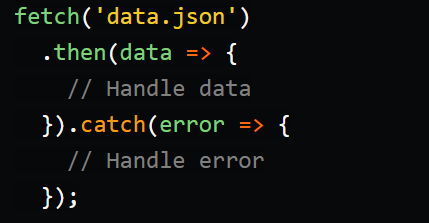 fetch('data.json')
  .then(data => {
    // Handle data
  }).catch(error => {
    // Handle error
  });